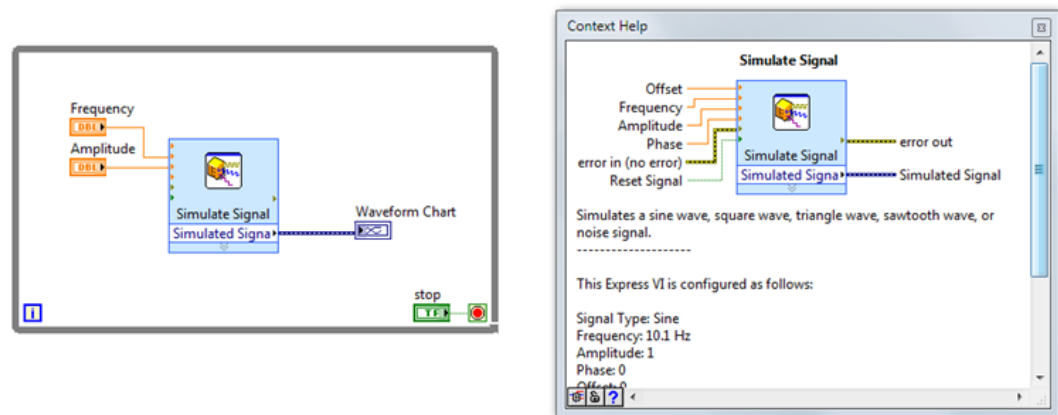 Frequency
DBL
Amplitude
DBL
Simulate Signal
Simulated Signa
Waveform Chart
stop
TF
i
Context Help
Simulate Signal
Offset
Frequency
Amplitude
Phase
error in (no error)
Reset Signal
Simulate Signal
Simulated Signa
error out
Simulated Signal
Simulates a sine wave, square wave, triangle wave, sawtooth wave, or
noise signal.
--------------------
This Express VI is configured as follows:
Signal Type: Sine
Frequency: 10.1 Hz
Amplitude: 1
Phase: 0
Offset: 0
?